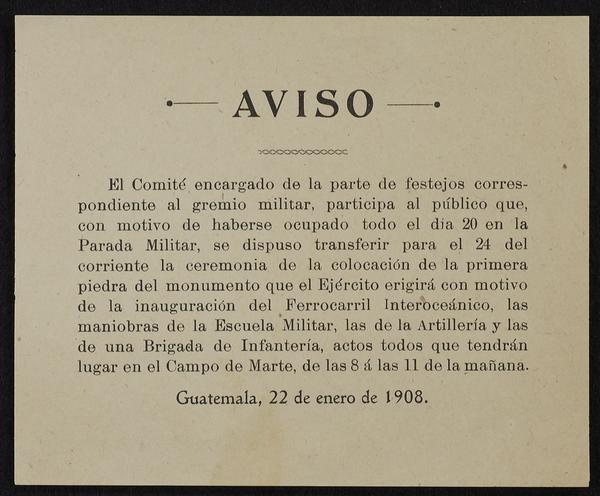 AVISO
El Comité encargado de la parte de festejos corres-
pondiente al gremio militar, participa al público que,
con motivo de haberse ocupado todo el dia 20 en la
Parada Militar, se dispuso transferir para el 24 del
corriente la ceremonia de la colocación de la primera
piedra del monumento que el Ejército erigirá con motivo
de la inauguración del Ferrocarril Interoceánico, las
maniobras de la Escuela Militar, las de la Artillería y las
de una Brigada de Infantería, actos todos que tendrán
lugar en el Campo de Marte, de las 8 á las 11 de la mañana.
Guatemala, 22 de enero de 1908.